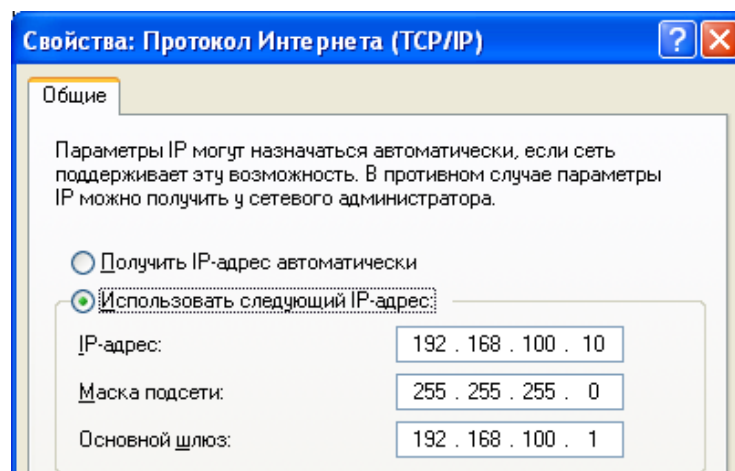 Свойства: Протокол Интернета (TCP/IP)
Общие
Параметры IP могут назначаться автоматически, если сеть
поддерживает эту возможность. В противном случае параметры
IP можно получить у сетевого администратора.
Получить IP-адрес автоматически
Использовать следующий IP-адрес:
IP-адрес: 192 . 168 . 100 . 10
Маска подсети: 255 . 255 . 255 . 0
Основной шлюз: 192 . 168 . 100 . 1